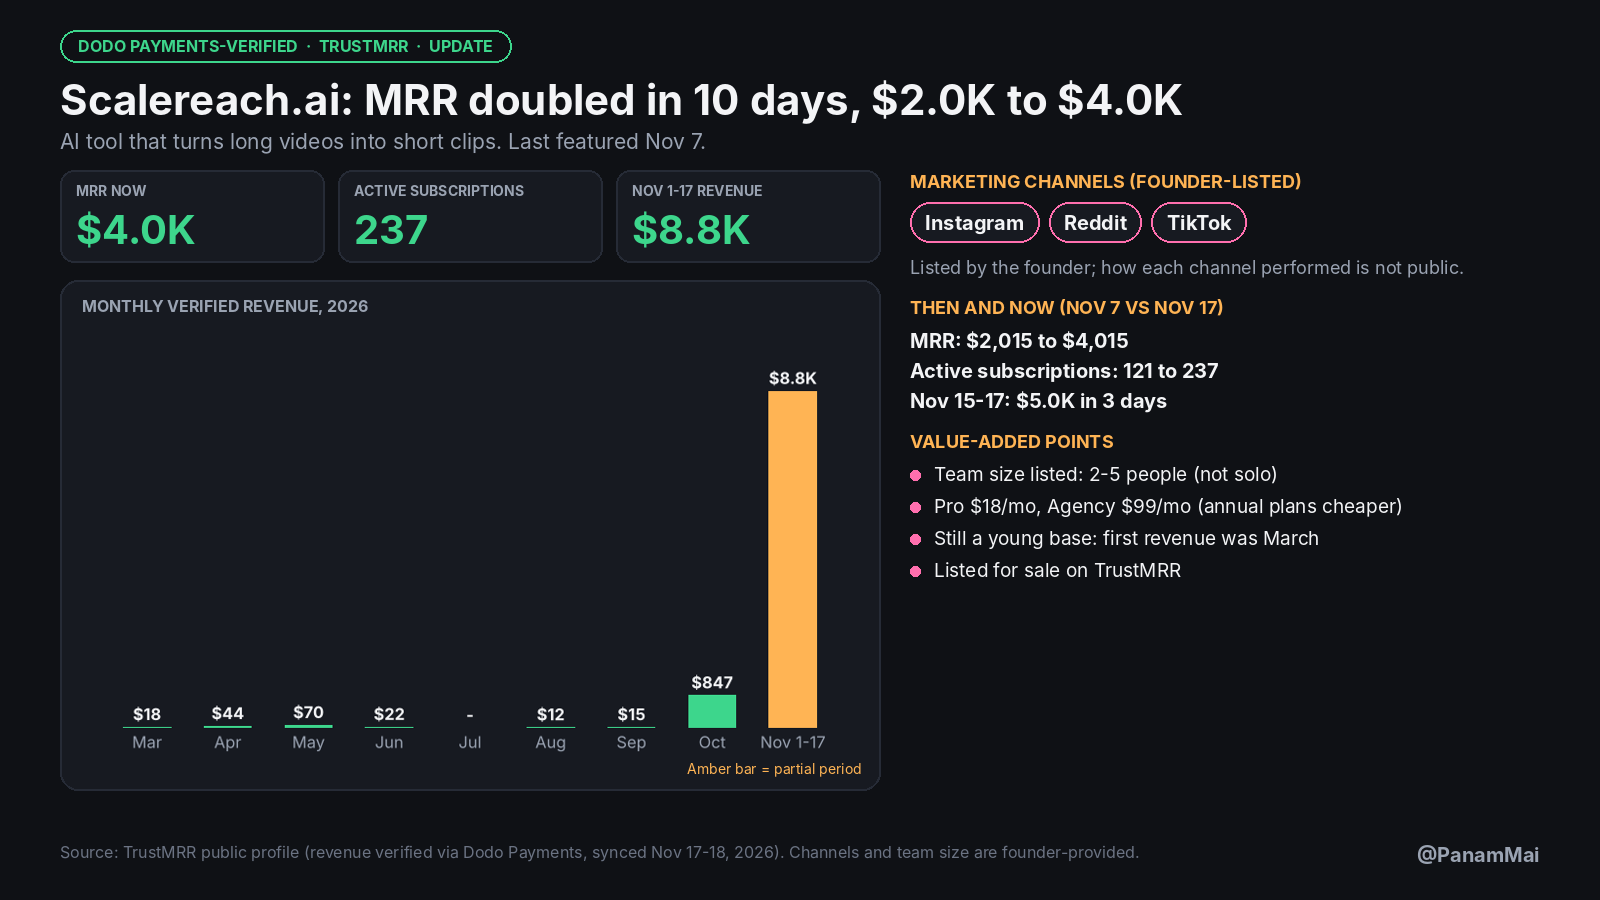 DODO PAYMENTS-VERIFIED · TRUSTMRR · UPDATE
Scalereach.ai: MRR doubled in 10 days, $2.0K to $4.0K
AI tool that turns long videos into short clips. Last featured Nov 7.
MRR NOW
$4.0K
ACTIVE SUBSCRIPTIONS
237
NOV 1-17 REVENUE
$8.8K
MONTHLY VERIFIED REVENUE, 2026
$18 $44 $70 $22 - $12 $15 $847 $8.8K
Mar Apr May Jun Jul Aug Sep Oct Nov 1-17
Amber bar = partial period
MARKETING CHANNELS (FOUNDER-LISTED)
Instagram Reddit TikTok
Listed by the founder; how each channel performed is not public.
THEN AND NOW (NOV 7 VS NOV 17)
MRR: $2,015 to $4,015
Active subscriptions: 121 to 237
Nov 15-17: $5.0K in 3 days
VALUE-ADDED POINTS
Team size listed: 2-5 people (not solo)
Pro $18/mo, Agency $99/mo (annual plans cheaper)
Still a young base: first revenue was March
Listed for sale on TrustMRR
Source: TrustMRR public profile (revenue verified via Dodo Payments, synced Nov 17-18, 2026). Channels and team size are founder-provided.
@PanamMai